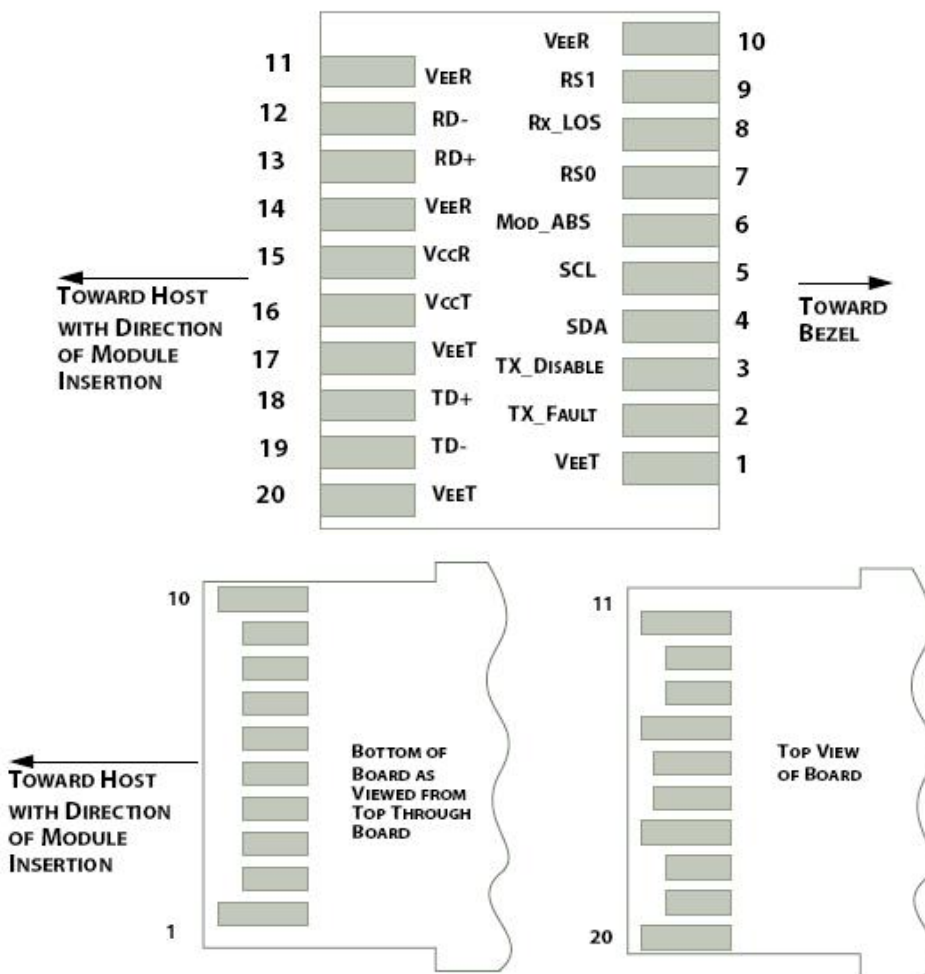 11 VEER
12 RD-
13 RD+
14 VEER
15 VCCR
16 VCCT
17 VEET
18 TD+
19 TD-
20 VEET
VEER 10
RS1 9
RX_LOS 8
RS0 7
MOD_ABS 6
SCL 5
SDA 4
TX_DISABLE 3
TX_FAULT 2
VEET 1
TOWARD HOST
WITH DIRECTION
OF MODULE
INSERTION
TOWARD
BEZEL
10
1
BOTTOM OF
BOARD AS
VIEWED FROM
TOP THROUGH
BOARD
TOWARD HOST
WITH DIRECTION
OF MODULE
INSERTION
11
20
TOP VIEW
OF BOARD